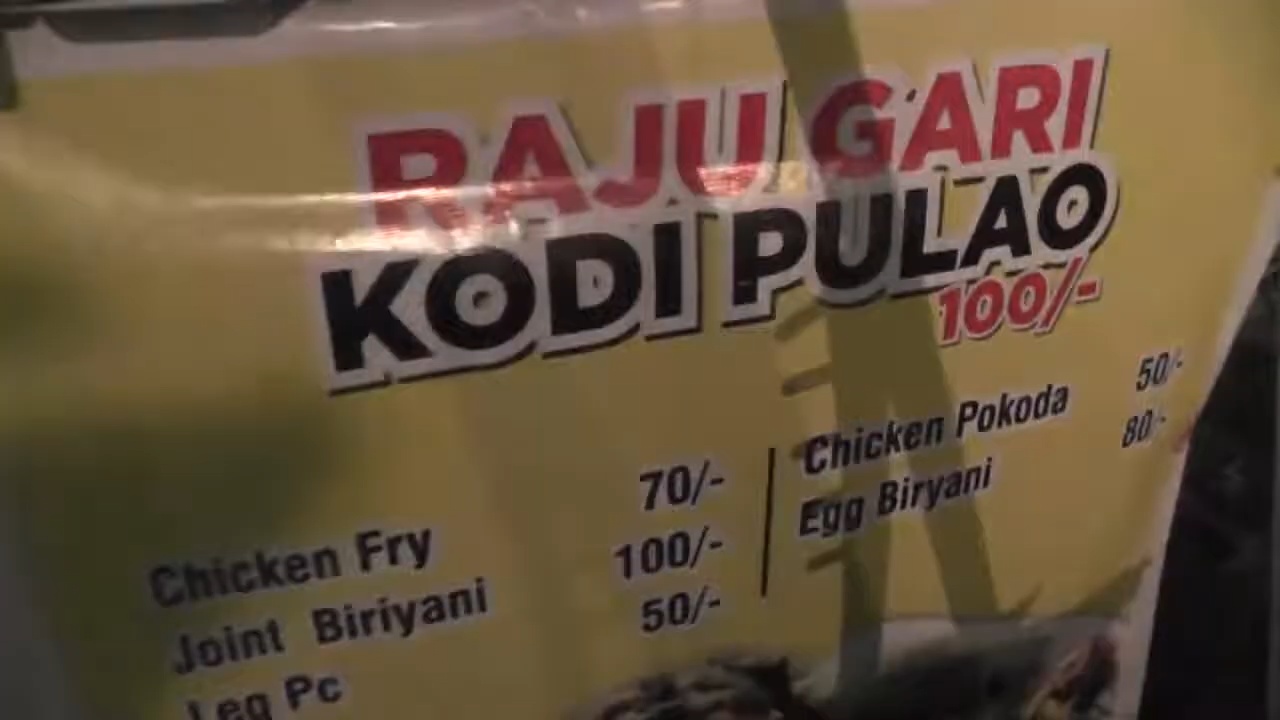 RAJU GARI
KODI PULAO
100/-
Chicken Fry 70/-
Joint Biriyani 100/-
Leg Pc 50/-
Chicken Pokoda 50/-
Egg Biryani 80/-